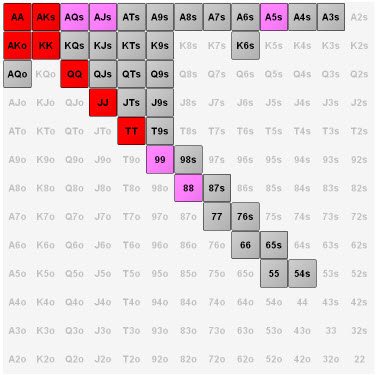 AA AKs AQs AJs ATs A9s A8s A7s A6s A5s A4s A3s A2s
AKo KK KQs KJs KTs K9s K8s K7s K6s K5s K4s K3s K2s
AQo KQo QQ QJs QTs Q9s Q8s Q7s Q6s Q5s Q4s Q3s Q2s
AJo KJo QJo JJ JTs J9s J8s J7s J6s J5s J4s J3s J2s
ATo KTo QTo JTo TT T9s T8s T7s T6s T5s T4s T3s T2s
A9o K9o Q9o J9o T9o 99 98s 97s 96s 95s 94s 93s 92s
A8o K8o Q8o J8o T8o 98o 88 87s 86s 85s 84s 83s 82s
A7o K7o Q7o J7o T7o 97o 87o 77 76s 75s 74s 73s 72s
A6o K6o Q6o J6o T6o 96o 86o 76o 66 65s 64s 63s 62s
A5o K5o Q5o J5o T5o 95o 85o 75o 65o 55 54s 53s 52s
A4o K4o Q4o J4o T4o 94o 84o 74o 64o 54o 44 43s 42s
A3o K3o Q3o J3o T3o 93o 83o 73o 63o 53o 43o 33 32s
A2o K2o Q2o J2o T2o 92o 82o 72o 62o 52o 42o 32o 22